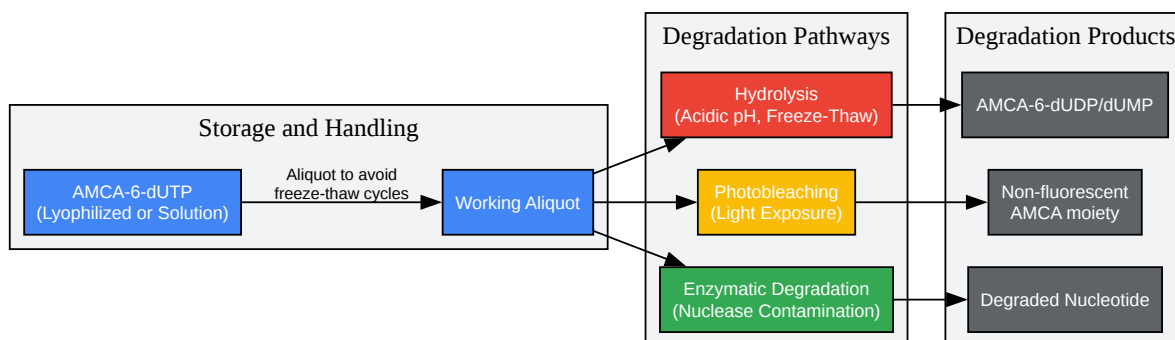 Storage and Handling
AMCA-6-dUTP
(Lyophilized or Solution)
Aliquot to avoid
freeze-thaw cycles
Working Aliquot
Degradation Pathways
Hydrolysis
(Acidic pH, Freeze-Thaw)
Photobleaching
(Light Exposure)
Enzymatic Degradation
(Nuclease Contamination)
Degradation Products
AMCA-6-dUDP/dUMP
Non-fluorescent
AMCA moiety
Degraded Nucleotide